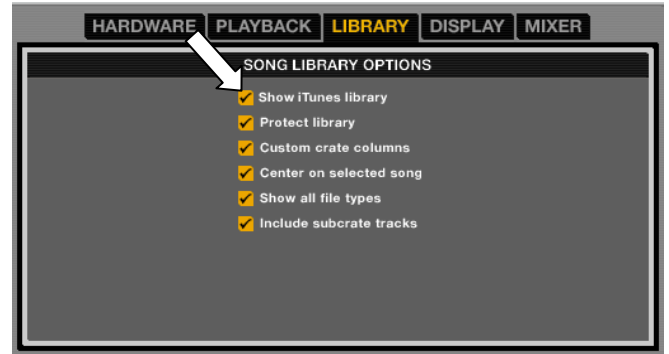 HARDWARE PLAYBACK LIBRARY DISPLAY MIXER
SONG LIBRARY OPTIONS
Show iTunes library
Protect library
Custom crate columns
Center on selected song
Show all file types
Include subcrate tracks